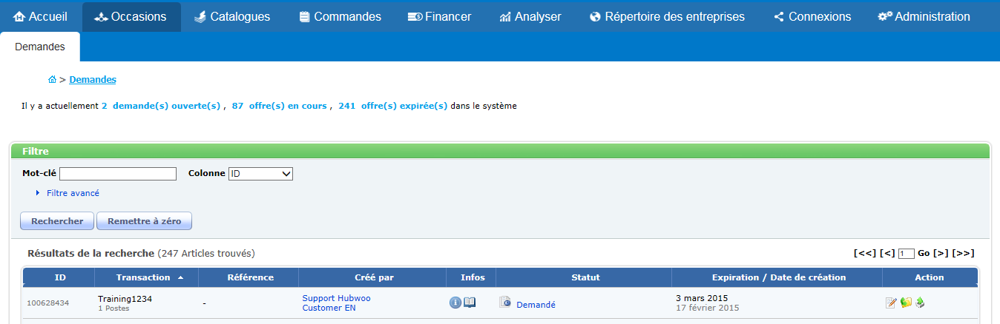 Accueil Occasions Catalogues Commandes Financer Analyser Répertoire des entreprises Connexions Administration
Demandes
> Demandes
Il y a actuellement 2 demande(s) ouverte(s) , 87 offre(s) en cours , 241 offre(s) expirée(s) dans le système
Filtre
Mot-clé Colonne ID
Filtre avancé
Rechercher Remettre à zéro
Résultats de la recherche (247 Articles trouvés) [<<] [<] 1 Go [>] [>>]
ID Transaction Référence Créé par Infos Statut Expiration / Date de création Action
100628434 Training1234 - Support Hubwoo Demandé 3 mars 2015
1 Postes Customer EN 17 février 2015